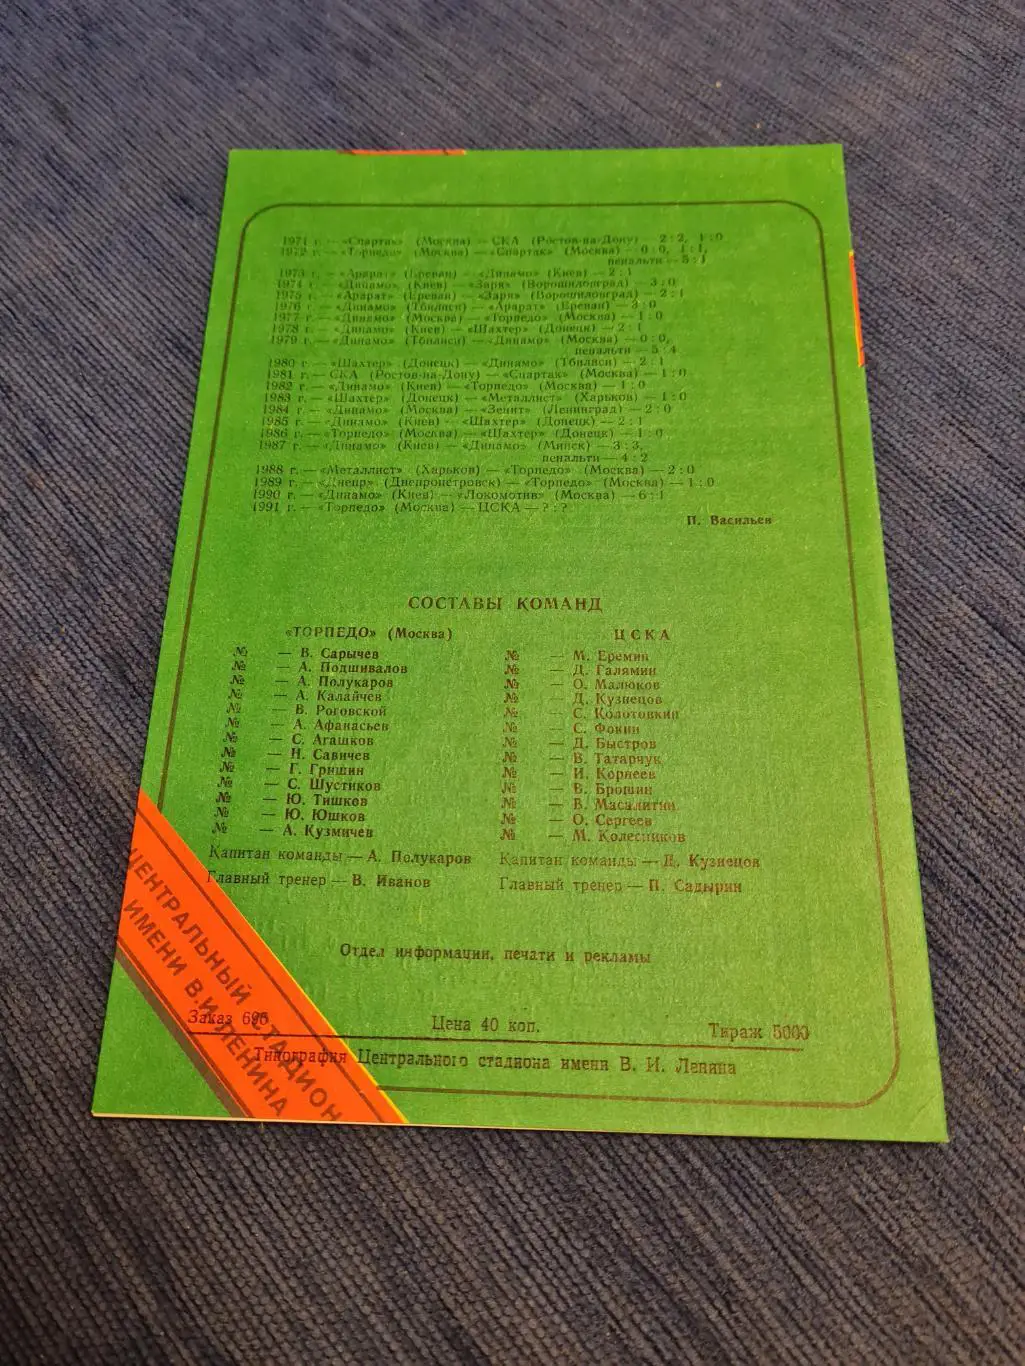 1971 г. — «Спартак» (Москва) — СКА (Ростов-на-Дону) — 2 : 2, 1 : 0
1972 г. — «Торпедо» (Москва) — «Спартак» (Москва) — 0 : 0, 1 : 1,
пенальти — 5 : 1
1973 г. — «Арарат» (Ереван) — «Динамо» (Киев) — 2 : 1
1974 г. — «Динамо» (Киев) — «Заря» (Ворошиловград) — 3 : 0
1975 г. — «Арарат» (Ереван) — «Заря» (Ворошиловград) — 2 : 1
1976 г. — «Динамо» (Тбилиси) — «Арарат» (Ереван) — 3 : 0
1977 г. — «Динамо» (Москва) — «Торпедо» (Москва) — 1 : 0
1978 г. — «Динамо» (Киев) — «Шахтер» (Донецк) — 2 : 1
1979 г. — «Динамо» (Тбилиси) — «Динамо» (Москва) — 0 : 0,
пенальти — 5 : 4
1980 г. — «Шахтер» (Донецк) — «Динамо» (Тбилиси) — 2 : 1
1981 г. — СКА (Ростов-на-Дону) — «Спартак» (Москва) — 1 : 0
1982 г. — «Динамо» (Киев) — «Торпедо» (Москва) — 1 : 0
1983 г. — «Шахтер» (Донецк) — «Металлист» (Харьков) — 1 : 0
1984 г. — «Динамо» (Москва) — «Зенит» (Ленинград) — 2 : 0
1985 г. — «Динамо» (Киев) — «Шахтер» (Донецк) — 2 : 1
1986 г. — «Торпедо» (Москва) — «Шахтер» (Донецк) — 1 : 0
1987 г. — «Динамо» (Киев) — «Динамо» (Минск) — 3 : 3,
пенальти — 4 : 2
1988 г. — «Металлист» (Харьков) — «Торпедо» (Москва) — 2 : 0
1989 г. — «Днепр» (Днепропетровск) — «Торпедо» (Москва) — 1 : 0
1990 г. — «Динамо» (Киев) — «Локомотив» (Москва) — 6 : 1
1991 г. — «Торпедо» (Москва) — ЦСКА — ? : ?
П. Васильев
СОСТАВЫ КОМАНД
«ТОРПЕДО» (Москва)
№ — В. Сарычев
№ — А. Подшивалов
№ — А. Полукаров
№ — А. Калайчев
№ — В. Роговской
№ — А. Афанасьев
№ — С. Агашков
№ — Н. Савичев
№ — Г. Гришин
№ — С. Шустиков
№ — Ю. Тишков
№ — Ю. Юшков
№ — А. Кузмичев
Капитан команды — А. Полукаров
Главный тренер — В. Иванов
ЦСКА
№ — М. Еремин
№ — Д. Галямин
№ — О. Малюков
№ — Д. Кузнецов
№ — С. Колотовкин
№ — С. Фокин
№ — Д. Быстров
№ — В. Татарчук
№ — И. Корнеев
№ — В. Брошин
№ — В. Масалитин
№ — О. Сергеев
№ — М. Колесников
Капитан команды — Д. Кузнецов
Главный тренер — П. Садырин
Отдел информации, печати и рекламы
ЦЕНТРАЛЬНЫЙ СТАДИОН
ИМЕНИ В.И.ЛЕНИНА
Заказ 695 Цена 40 коп. Тираж 5000
Типография Центрального стадиона имени В. И. Ленина